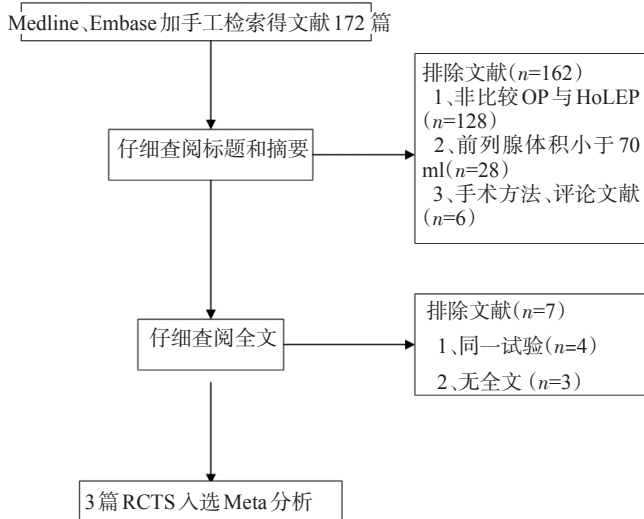 Medline、Embase加手工检索得文献172篇
排除文献(n=162)
1、非比较OP与HoLEP
(n=128)
2、前列腺体积小于70
ml(n=28)
3、手术方法、评论文献
(n=6)
仔细查阅标题和摘要
排除文献(n=7)
1、同一试验(n=4)
2、无全文(n=3)
仔细查阅全文
3篇RCTS入选Meta分析